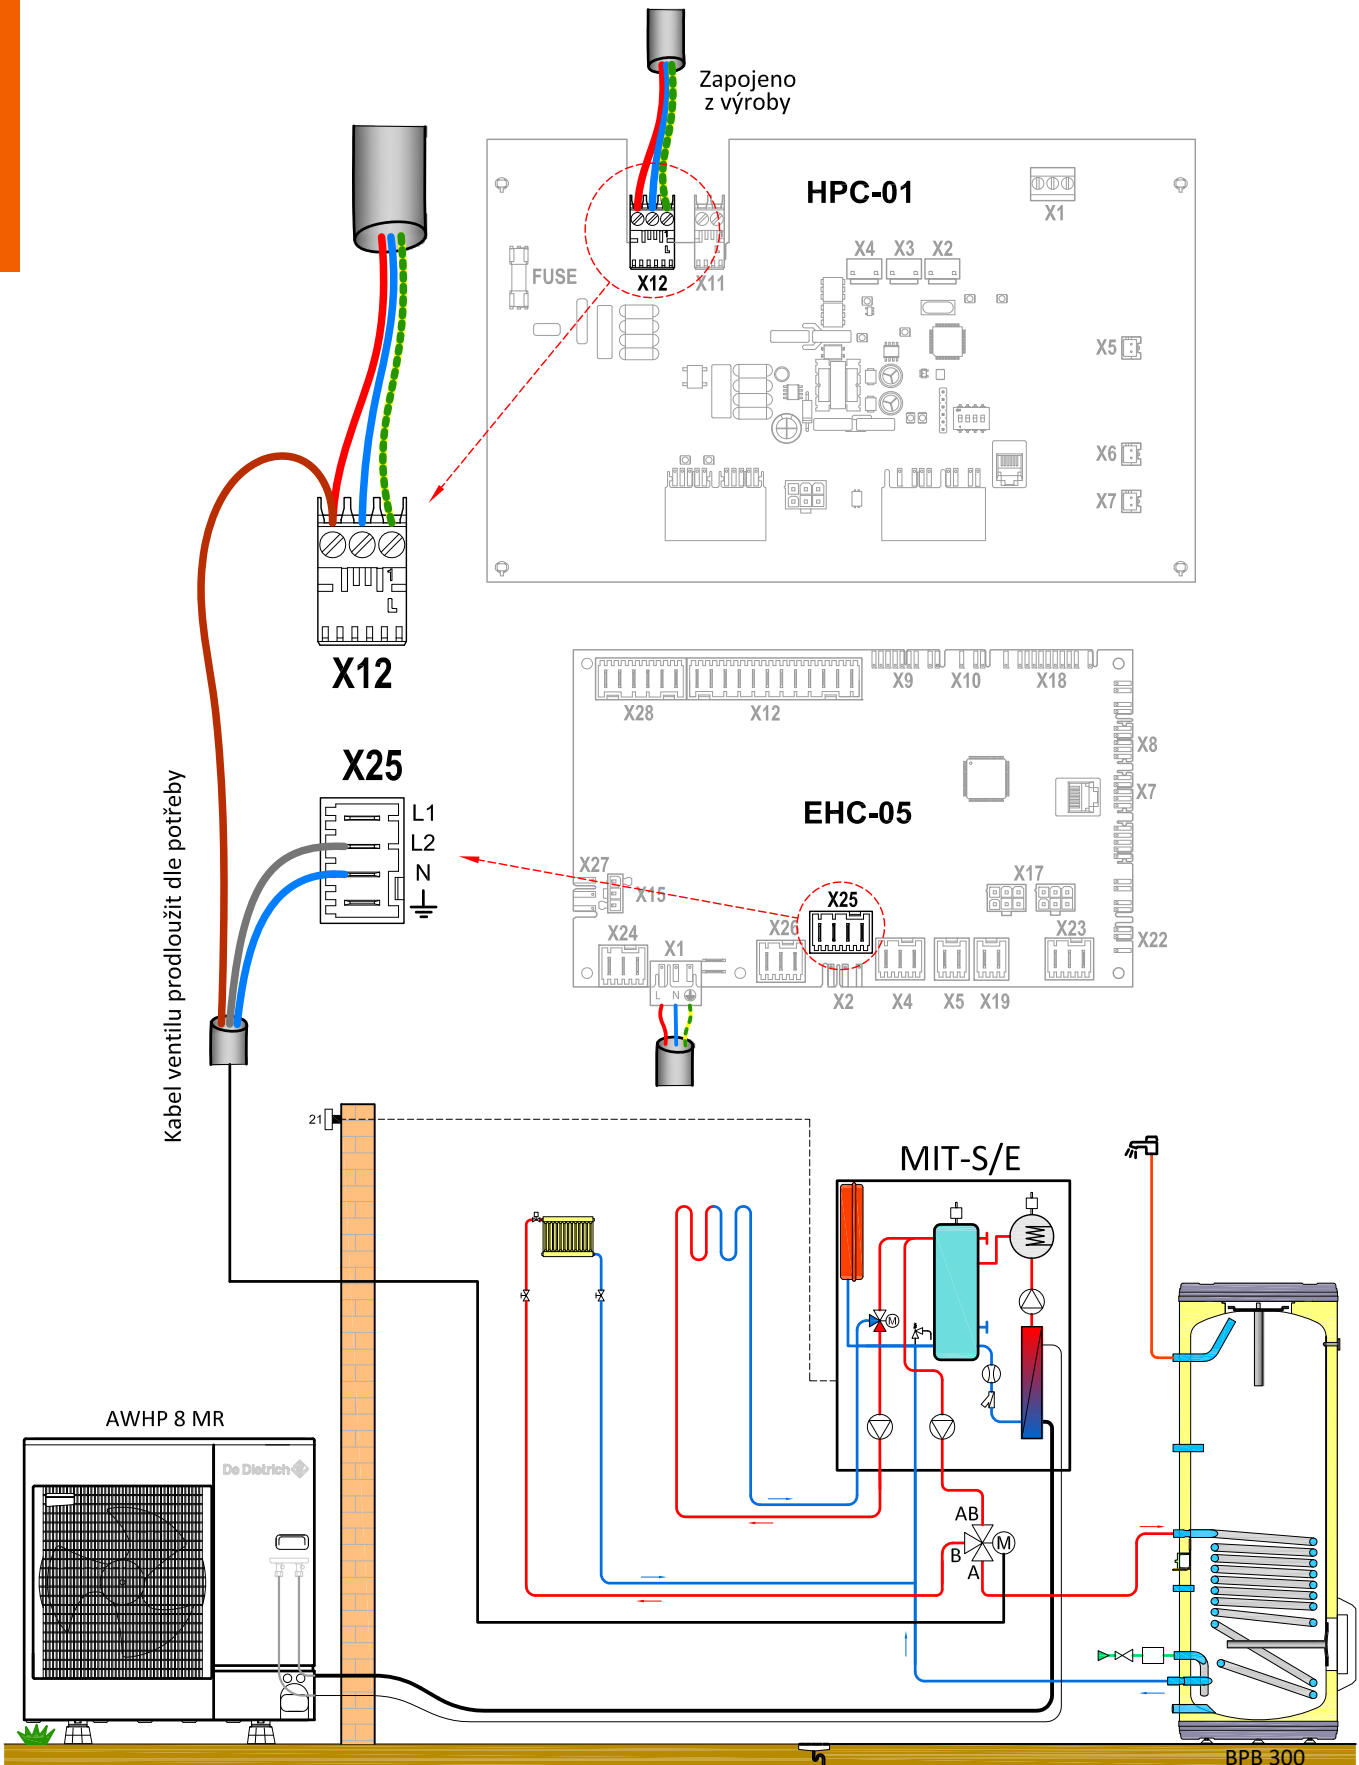 Zapojeno
z výroby
HPC-01
X1
X4
X3
X2
FUSE
X12
X11
1
L
X5
X6
X7
1
L
X12
X25
L1
L2
N
Kabel ventilu prodloužit dle potřeby
X28
X12
X9
X10
X18
X8
X7
EHC-05
X27
X15
X17
X25
X24
X1
X26
X23
X22
L N
X2
X4
X5
X19
21
MIT-S/E
M
AWHP 8 MR
De Dietrich
AB
B
M
A
BPB 300